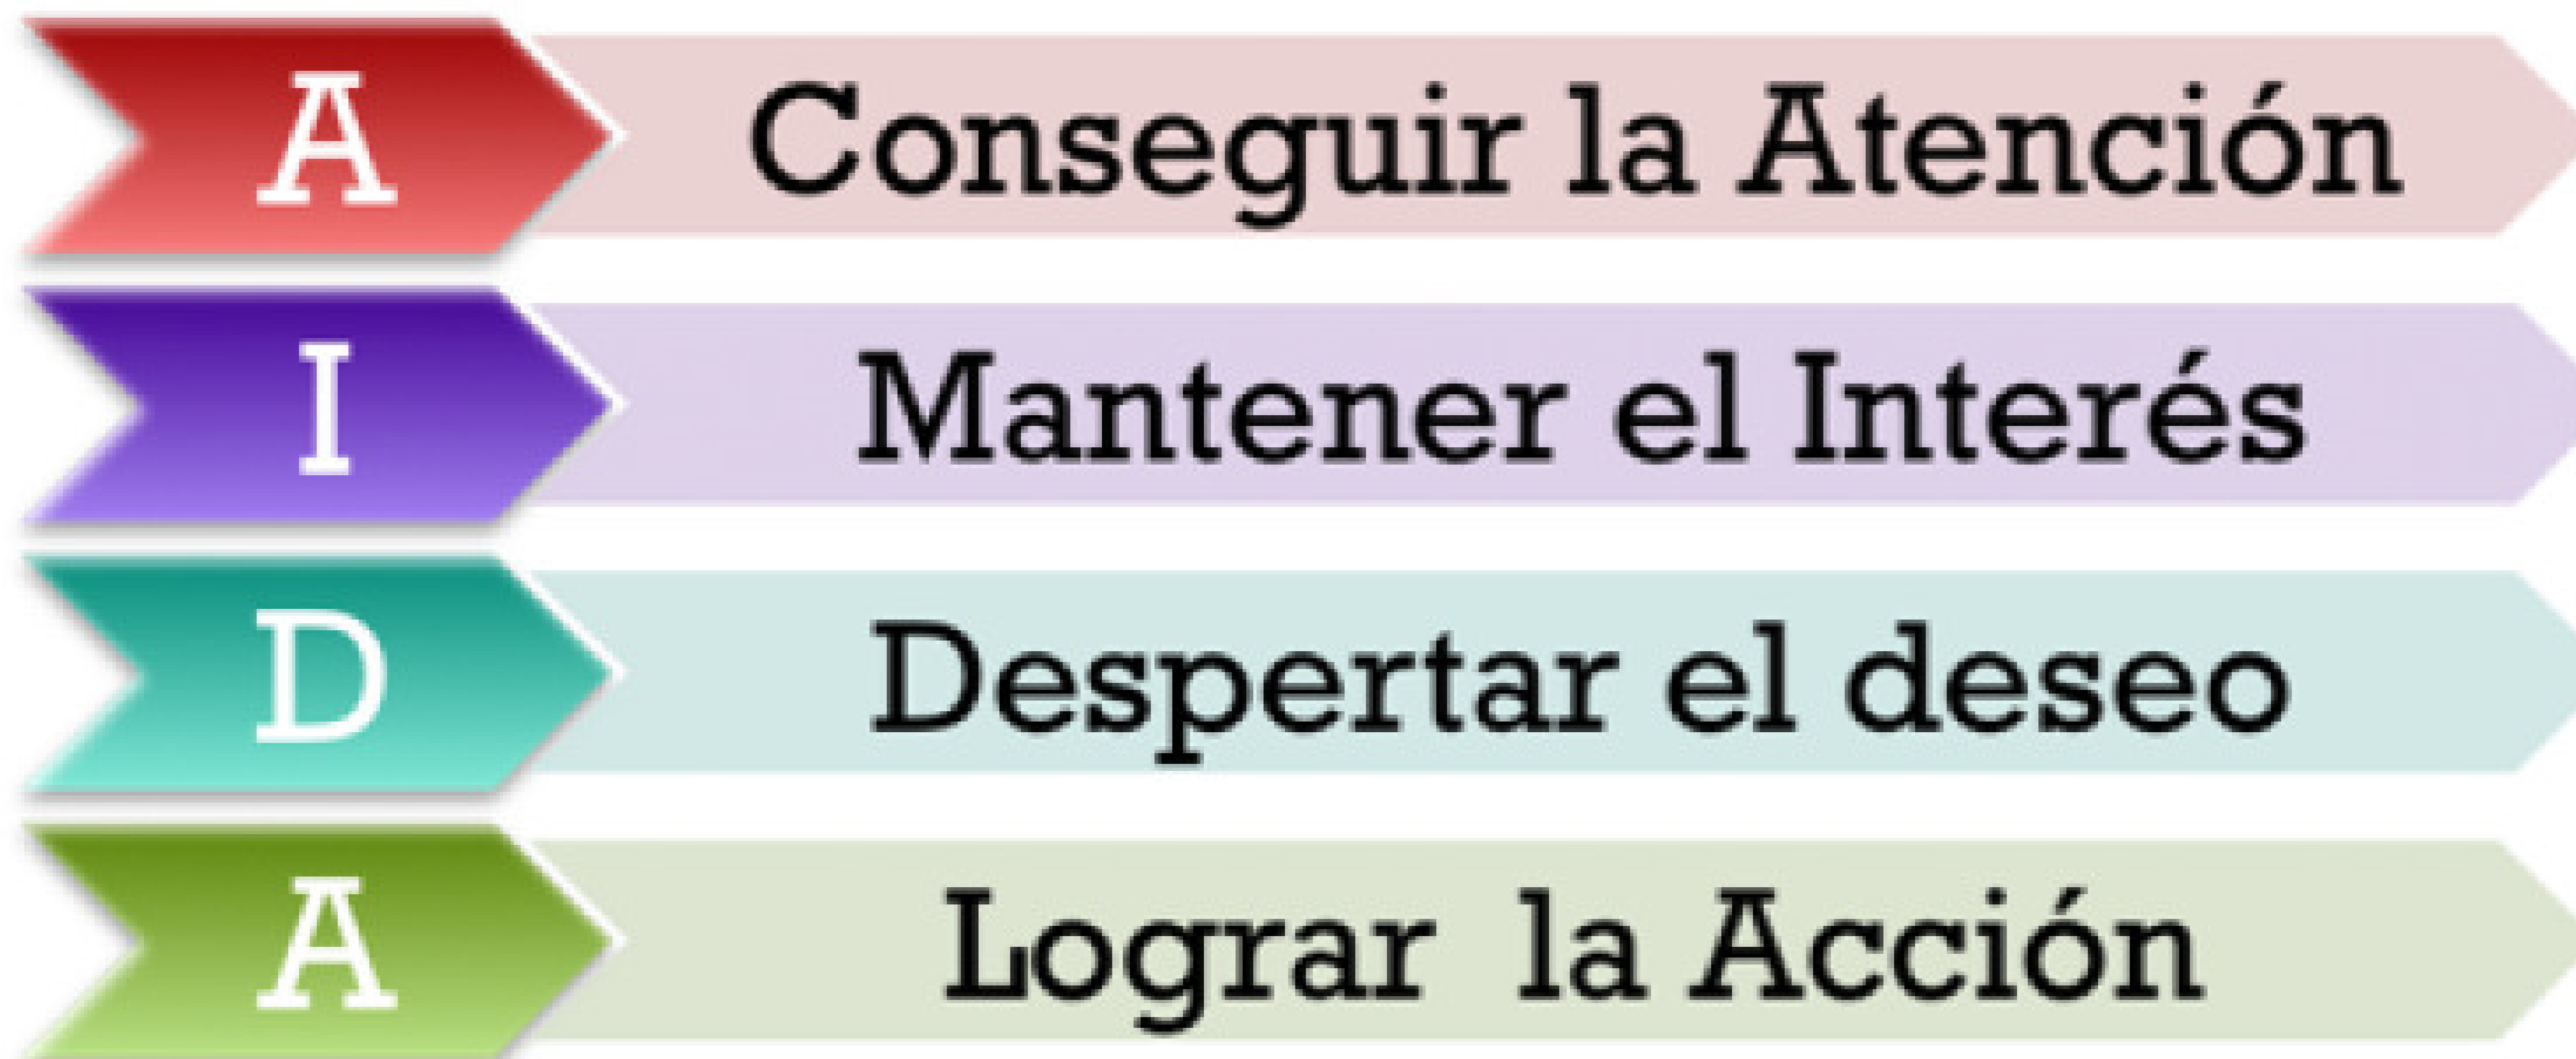 A Conseguir la Atención
I Mantener el Interés
D Despertar el deseo
A Lograr la Acción